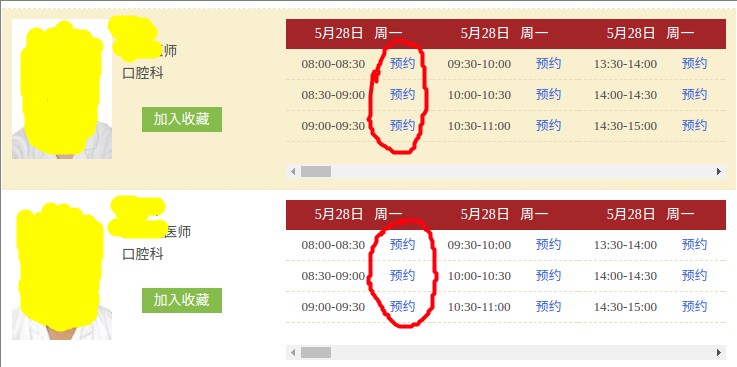 5月28日 周一 5月28日 周一 5月28日 周一
医师
口腔科
08:00-08:30 预约 09:30-10:00 预约 13:30-14:00 预约
08:30-09:00 预约 10:00-10:30 预约 14:00-14:30 预约
加入收藏
09:00-09:30 预约 10:30-11:00 预约 14:30-15:00 预约
5月28日 周一 5月28日 周一 5月28日 周一
医师
口腔科
08:00-08:30 预约 09:30-10:00 预约 13:30-14:00 预约
08:30-09:00 预约 10:00-10:30 预约 14:00-14:30 预约
加入收藏
09:00-09:30 预约 10:30-11:00 预约 14:30-15:00 预约